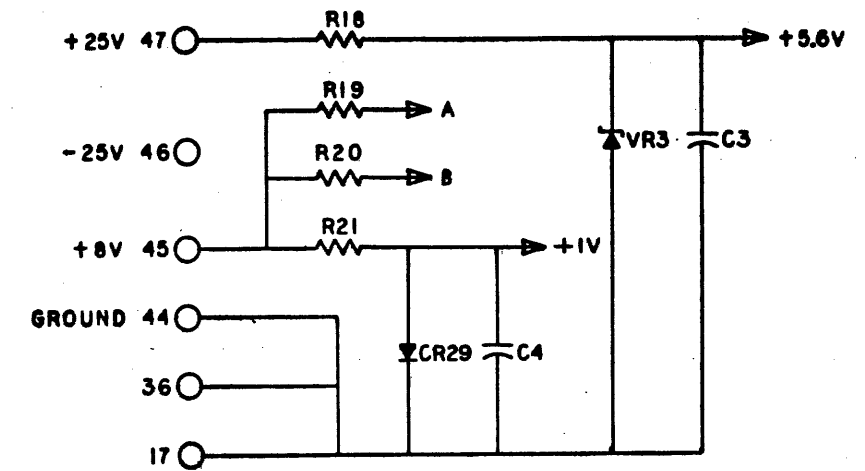 R18
+25V 47
+5.6V
R19
A
-25V 46
VR3
C3
R20
B
R21
+8V 45
+1V
GROUND 44
CR29
C4
36
17